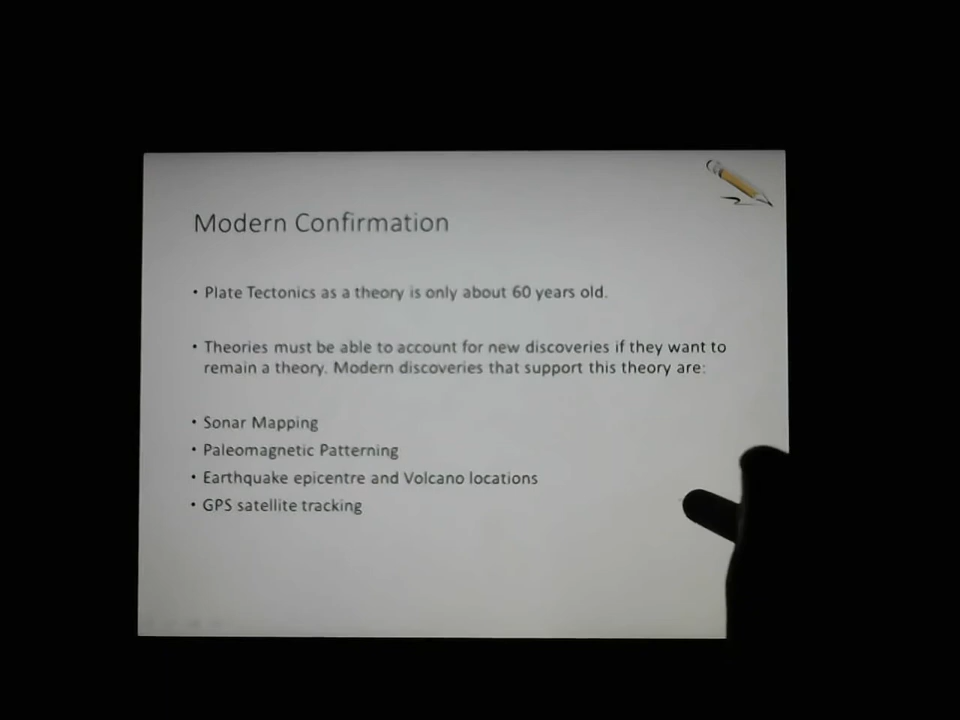 Modern Confirmation
• Plate Tectonics as a theory is only about 60 years old.
• Theories must be able to account for new discoveries if they want to
remain a theory. Modern discoveries that support this theory are:
• Sonar Mapping
• Paleomagnetic Patterning
• Earthquake epicentre and Volcano locations
• GPS satellite tracking